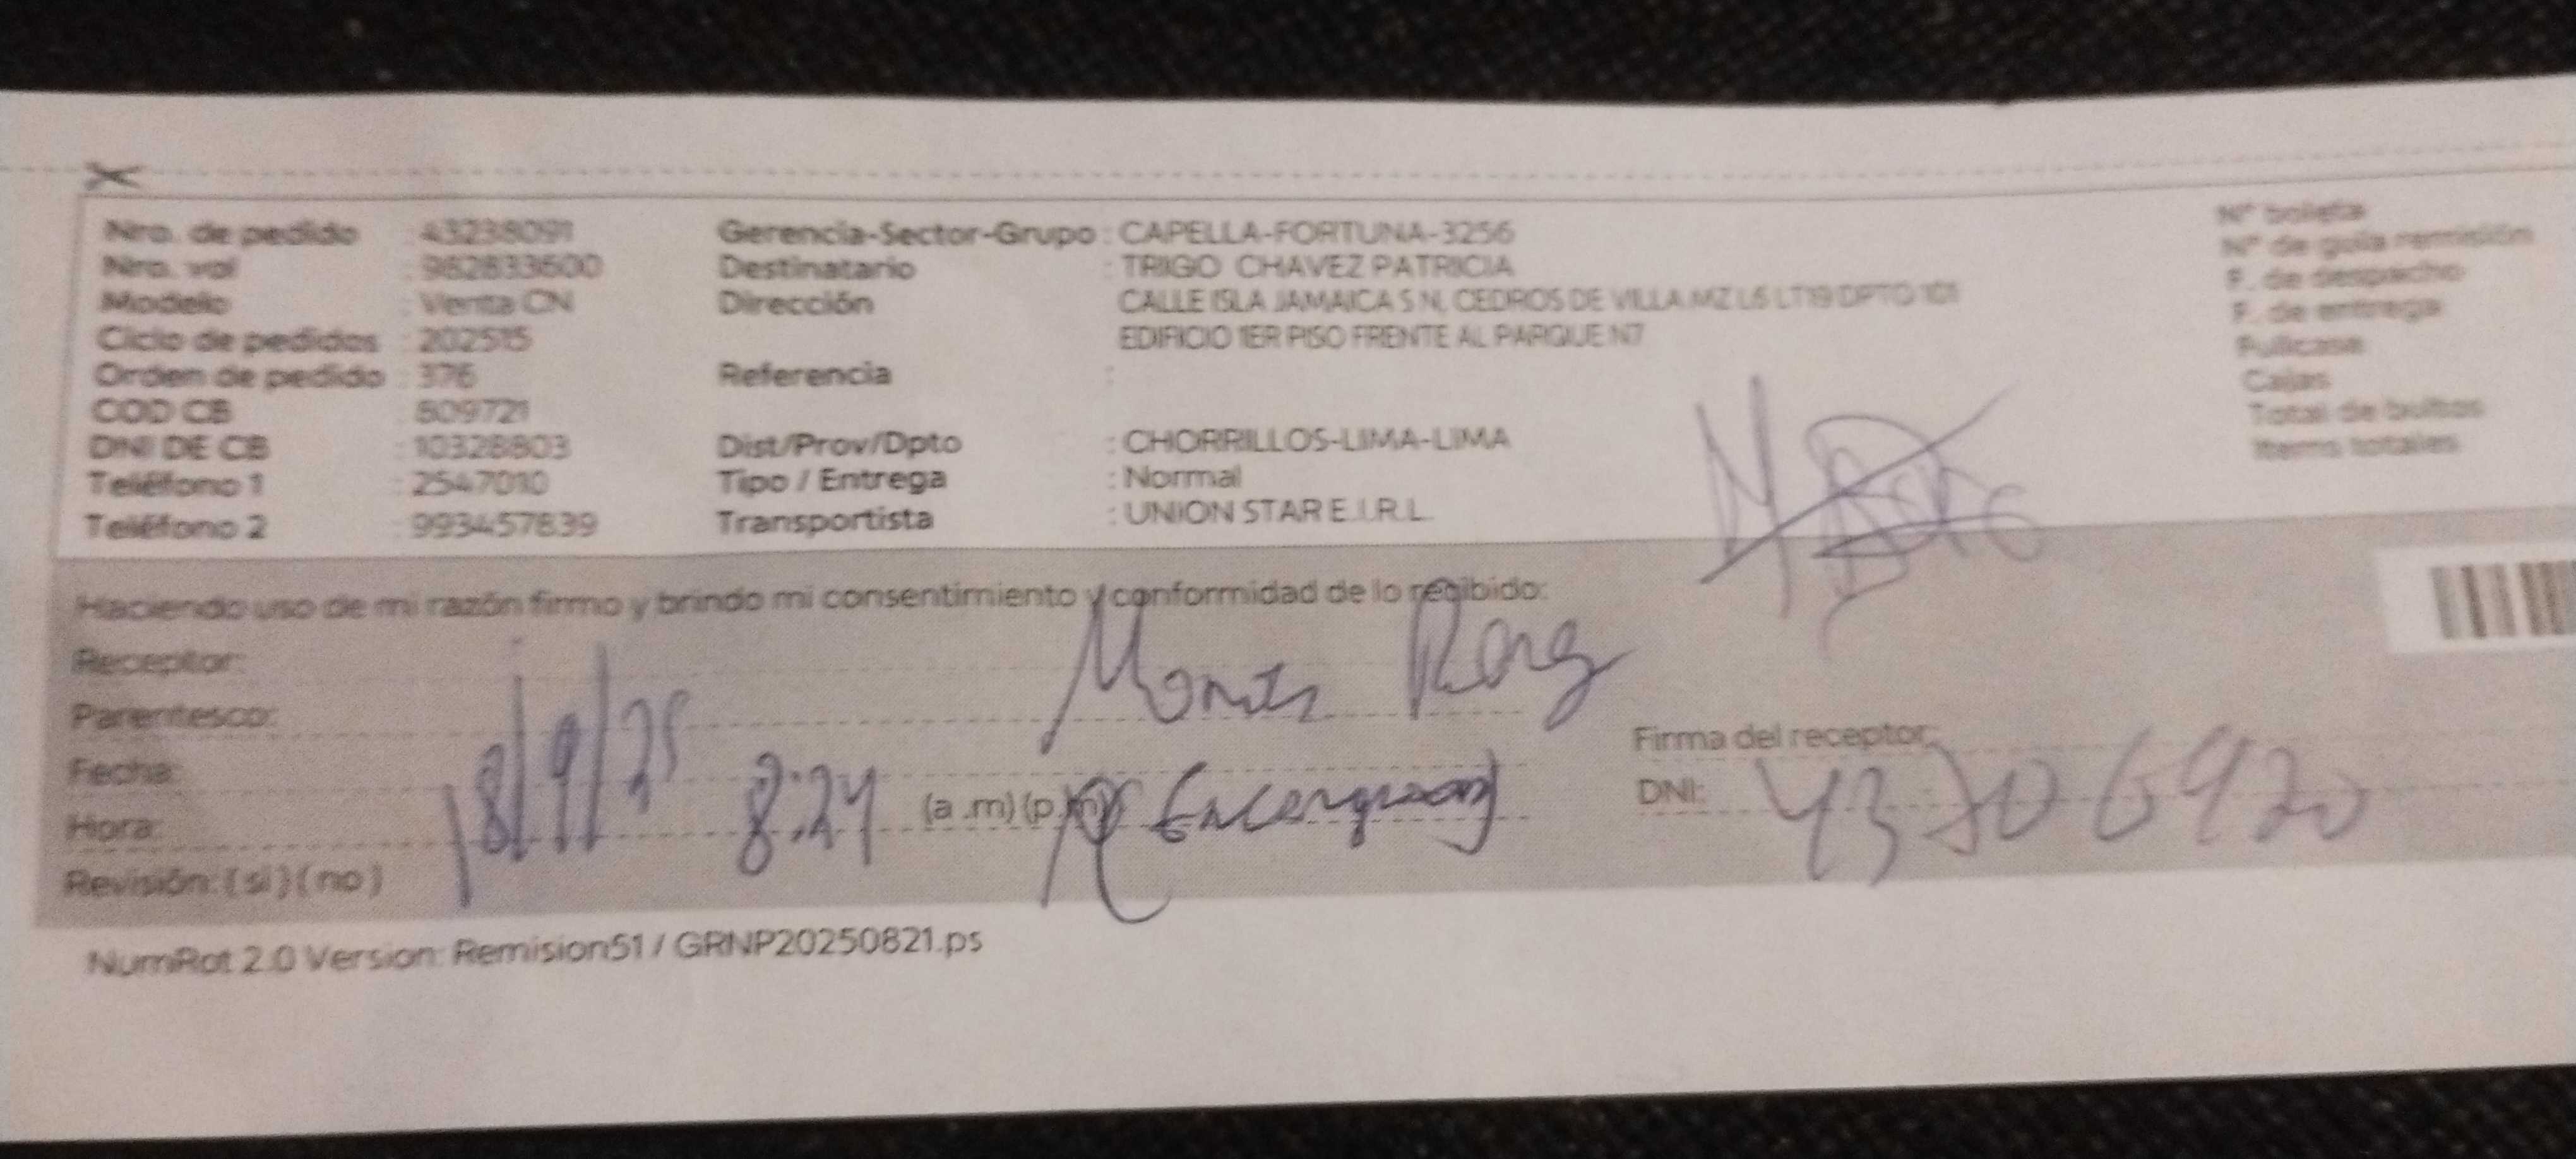 Nro. de pedido : 43238091 Gerencia-Sector-Grupo : CAPELLA-FORTUNA-3256 Nº boleta
Nro. vol : 982833600 Destinatario : TRIGO CHAVEZ PATRICIA Nº de guía remisión
Modelo : Venta CN Dirección CALLE ISLA JAMAICA S N, CEDROS DE VILLA MZ L6 LT19 DPTO 101 F. de despacho
Ciclo de pedidos : 202515 EDIFICIO 1ER PISO FRENTE AL PARQUE N7 F. de entrega
Orden de pedido : 376 Referencia : Fullcase
COD CB : 809721 Cajas
DNI DE CB : 10328803 Dist/Prov/Dpto : CHORRILLOS-LIMA-LIMA Total de bultos
Teléfono 1 : 2547010 Tipo / Entrega : Normal Items totales
Teléfono 2 : 993457839 Transportista : UNION STAR E.I.R.L.
Haciendo uso de mi razón firmo y brindo mi consentimiento y conformidad de lo recibido:
Receptor:
Parentesco:
Firma del receptor:
Fecha: 18/9/25
Hora: 8:24 (a .m) (p.m) DNI: 43706920
Revisión: ( si ) ( no )
NumRot 2.0 Version: Remision51 / GRNP20250821.ps